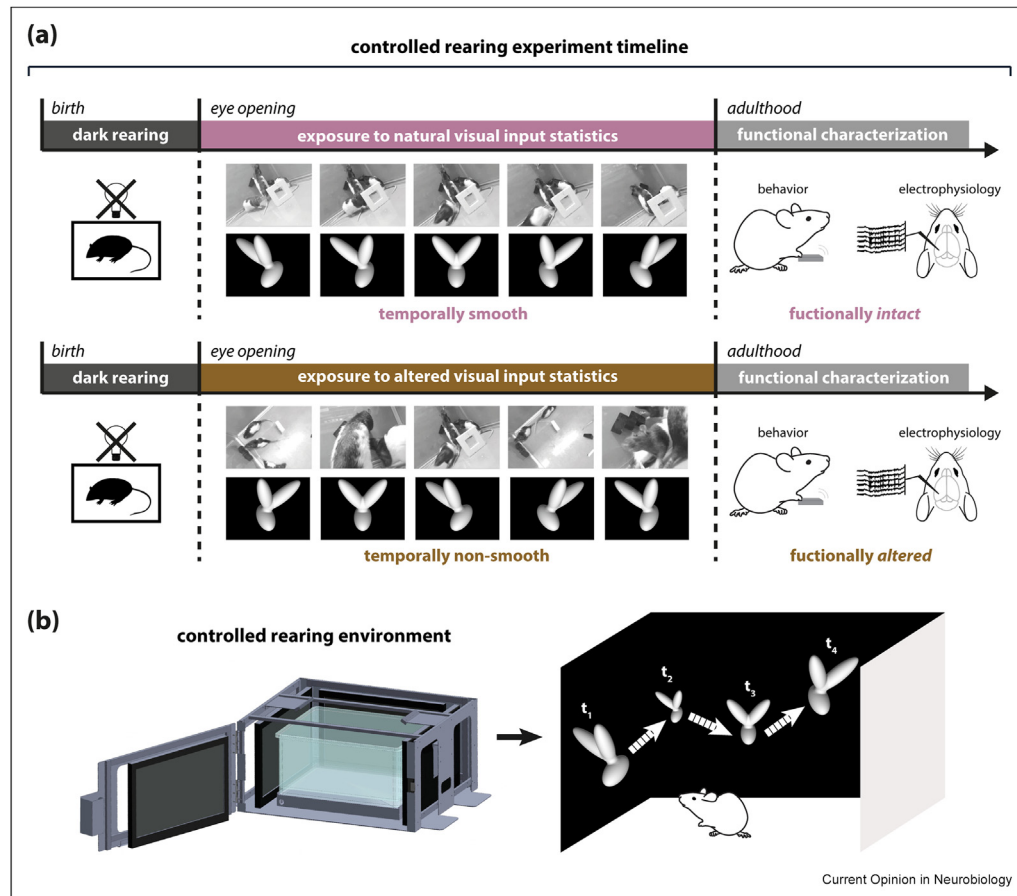 (a)
controlled rearing experiment timeline
birth
eye opening
adulthood
dark rearing
exposure to natural visual input statistics
functional characterization
behavior
electrophysiology
temporally smooth
fuctionally intact
birth
eye opening
adulthood
dark rearing
exposure to altered visual input statistics
functional characterization
behavior
electrophysiology
temporally non-smooth
fuctionally altered
(b)
controlled rearing environment
t1
t2
t3
t4
Current Opinion in Neurobiology